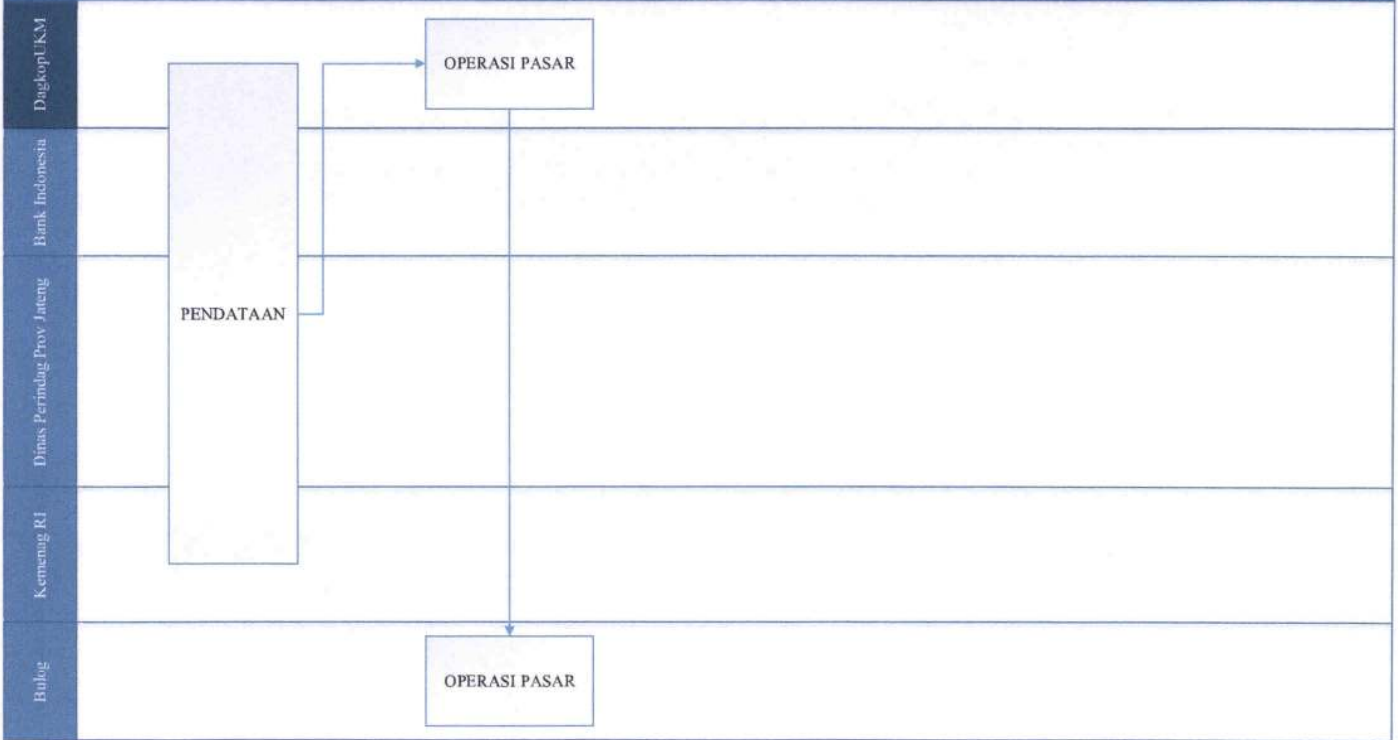 DagkopUKM
OPERASI PASAR
Bank Indonesia
Dinas Perindag Prov Jateng
PENDATAAN
Kemenag RI
Bulog
OPERASI PASAR